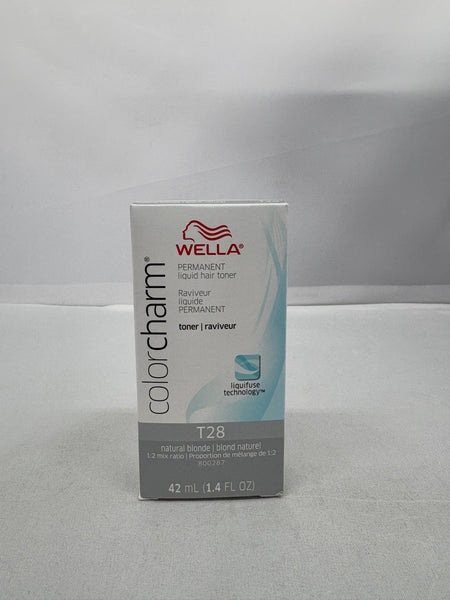 WELLA®
PERMANENT
liquid hair toner
Raviveur
liquide
PERMANENT
toner | raviveur
colorcharm®
liquifuse
technology™
T28
natural blonde | blond naturel
1:2 mix ratio | Proportion de mélange de 1:2
800287
42 mL (1.4 FL OZ)